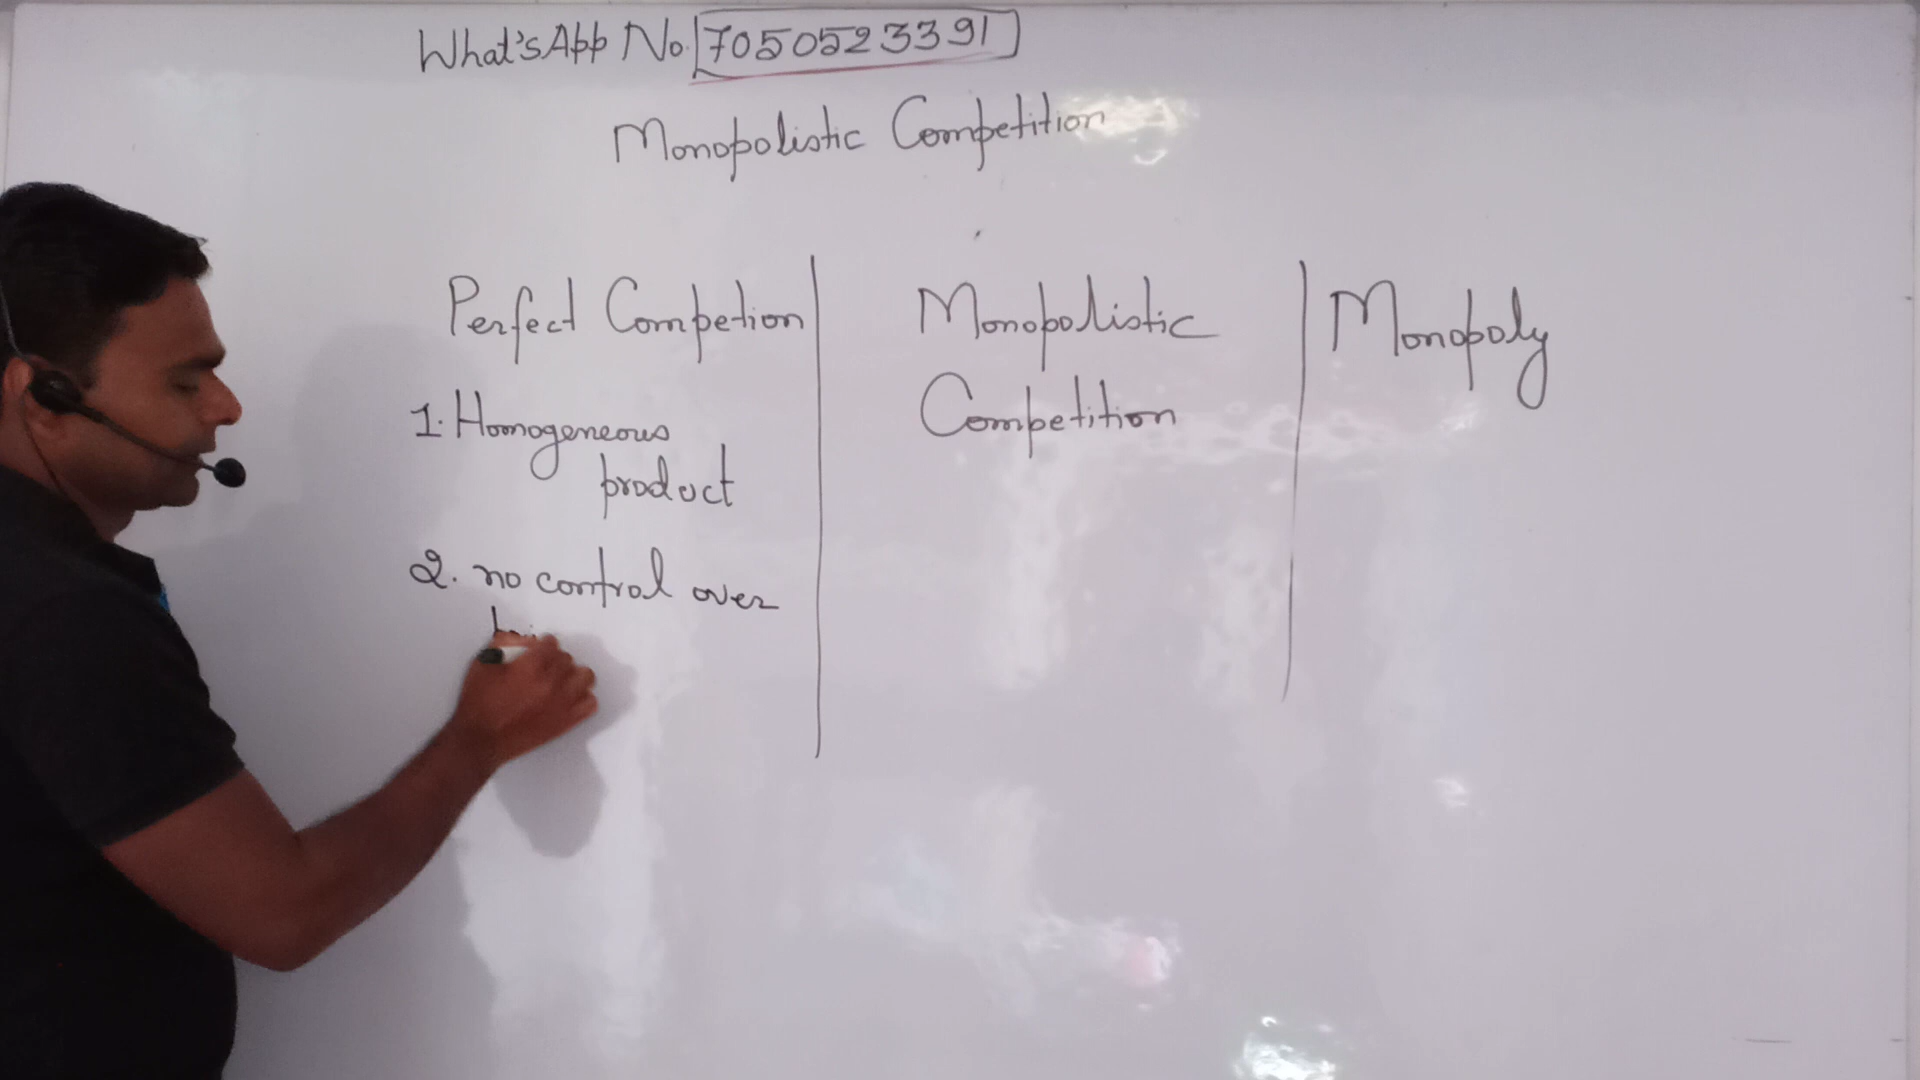 What'sApp No. 7050523391
Monopolistic Competition
Perfect Competion
Monopolistic
Competition
Monopoly
1. Homogeneous
product
2. no control over